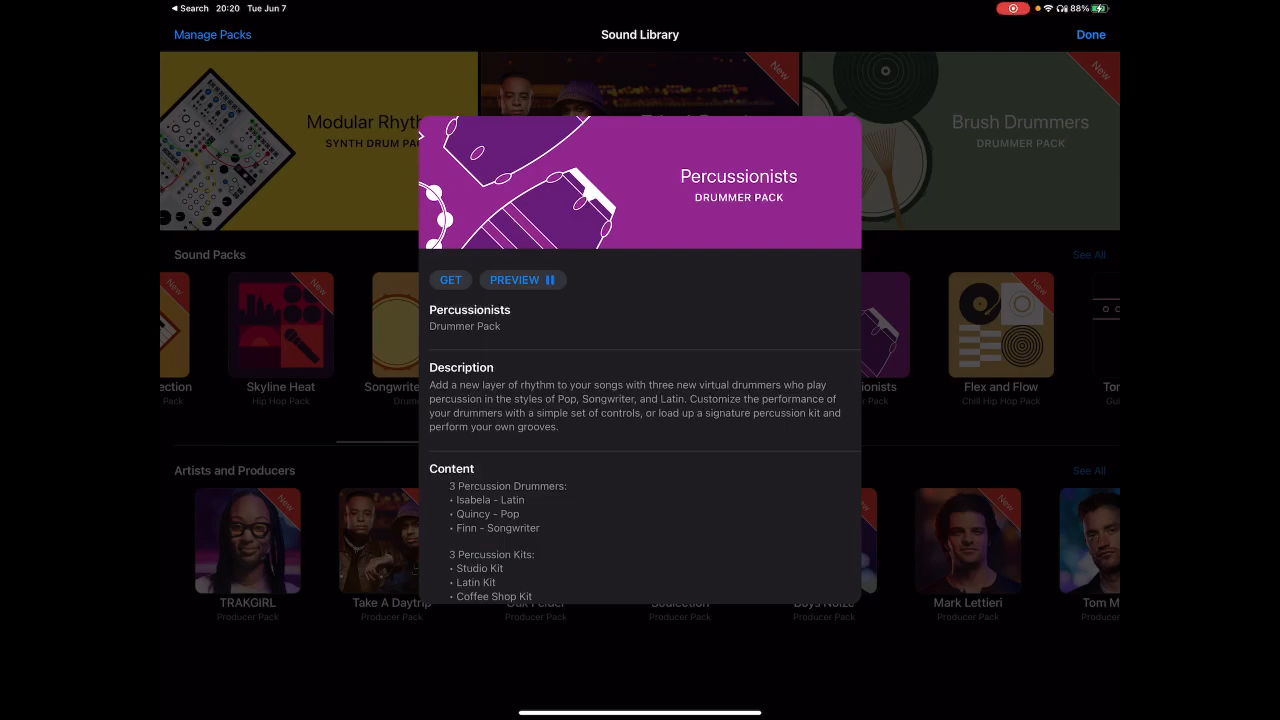 Search 20:20 Tue Jun 7
88%
Manage Packs
Sound Library
Done
Modular Rhyth
SYNTH DRUM PA
New
Brush Drummers
DRUMMER PACK
New
Percussionists
DRUMMER PACK
Sound Packs
See All
GET
PREVIEW
Percussionists
Drummer Pack
New
New
New
ection
Pack
Skyline Heat
Hip Hop Pack
Songwrite
Drum
onists
ack
Flex and Flow
Chill Hip Hop Pack
Tor
Gui
Description
Add a new layer of rhythm to your songs with three new virtual drummers who play
percussion in the styles of Pop, Songwriter, and Latin. Customize the performance of
your drummers with a simple set of controls, or load up a signature percussion kit and
perform your own grooves.
Artists and Producers
See All
Content
3 Percussion Drummers:
• Isabela - Latin
• Quincy - Pop
• Finn - Songwriter
3 Percussion Kits:
• Studio Kit
• Latin Kit
• Coffee Shop Kit
New
New
TRAKGIRL
Producer Pack
Take A Daytrip
Producer Pack
Oak Felder
Producer Pack
Soulection
Producer Pack
Boys Noize
Producer Pack
Mark Lettieri
Producer Pack
Tom M
Producer Pack